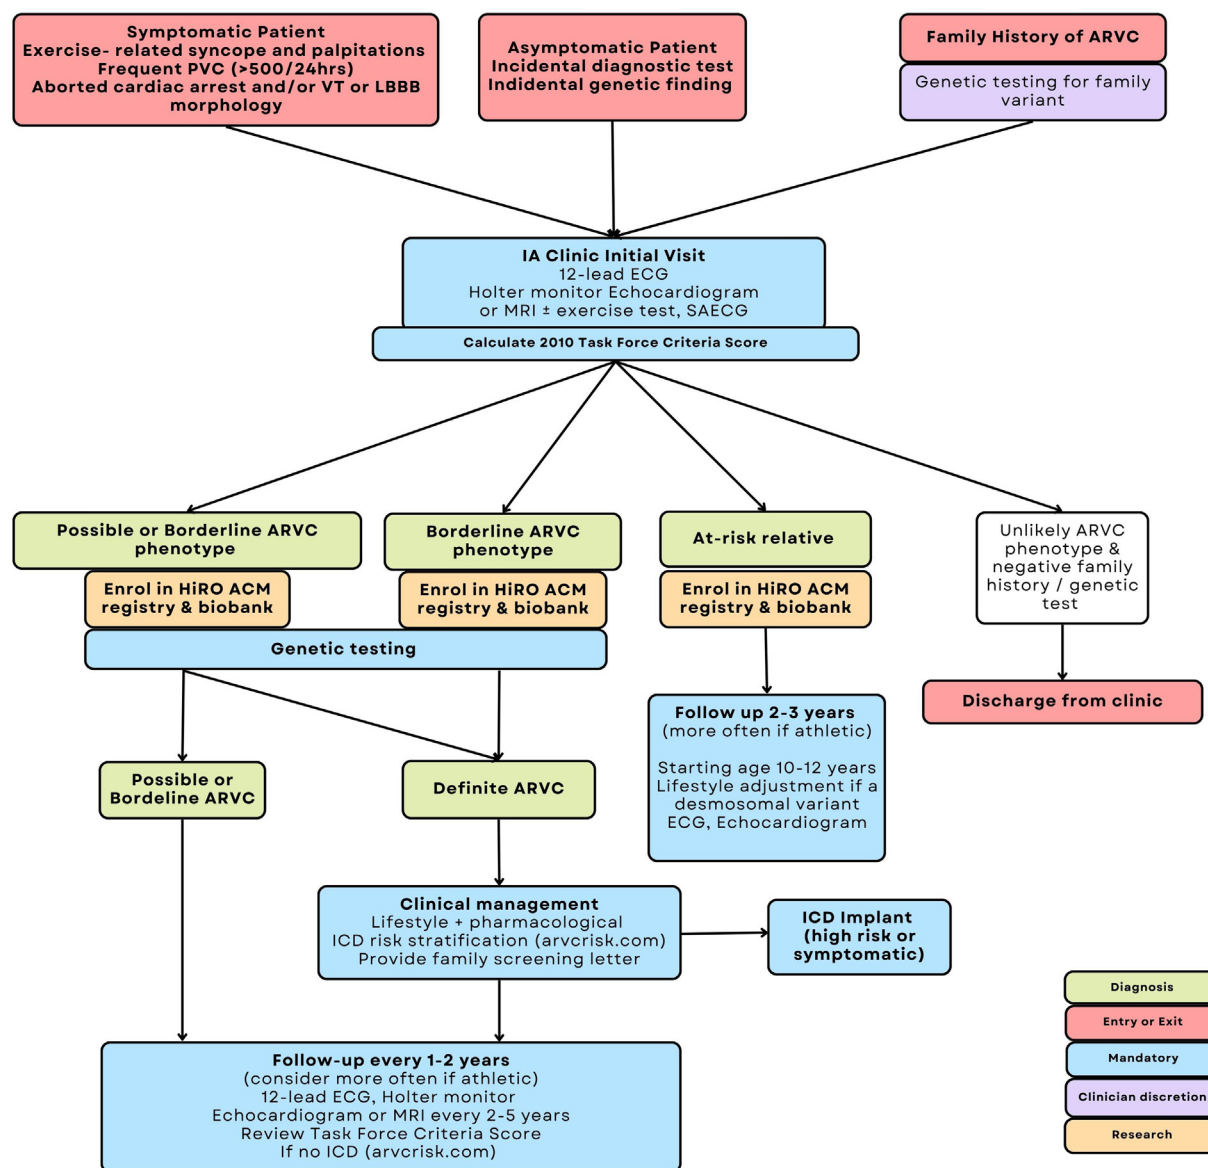 Symptomatic Patient
Exercise- related syncope and palpitations
Frequent PVC (>500/24hrs)
Aborted cardiac arrest and/or VT or LBBB
morphology
Asymptomatic Patient
Incidental diagnostic test
Indidental genetic finding
Family History of ARVC
Genetic testing for family
variant
IA Clinic Initial Visit
12-lead ECG
Holter monitor Echocardiogram
or MRI ± exercise test, SAECG
Calculate 2010 Task Force Criteria Score
Possible or Borderline ARVC
phenotype
Enrol in HiRO ACM
registry & biobank
Borderline ARVC
phenotype
Enrol in HiRO ACM
registry & biobank
Genetic testing
At-risk relative
Enrol in HiRO ACM
registry & biobank
Unlikely ARVC
phenotype &
negative family
history / genetic
test
Discharge from clinic
Follow up 2-3 years
(more often if athletic)
Starting age 10-12 years
Lifestyle adjustment if a
desmosomal variant
ECG, Echocardiogram
Possible or
Bordeline ARVC
Definite ARVC
Clinical management
Lifestyle + pharmacological
ICD risk stratification (arvcrisk.com)
Provide family screening letter
ICD Implant
(high risk or
symptomatic)
Follow-up every 1-2 years
(consider more often if athletic)
12-lead ECG, Holter monitor
Echocardiogram or MRI every 2-5 years
Review Task Force Criteria Score
If no ICD (arvcrisk.com)
Diagnosis
Entry or Exit
Mandatory
Clinician discretion
Research